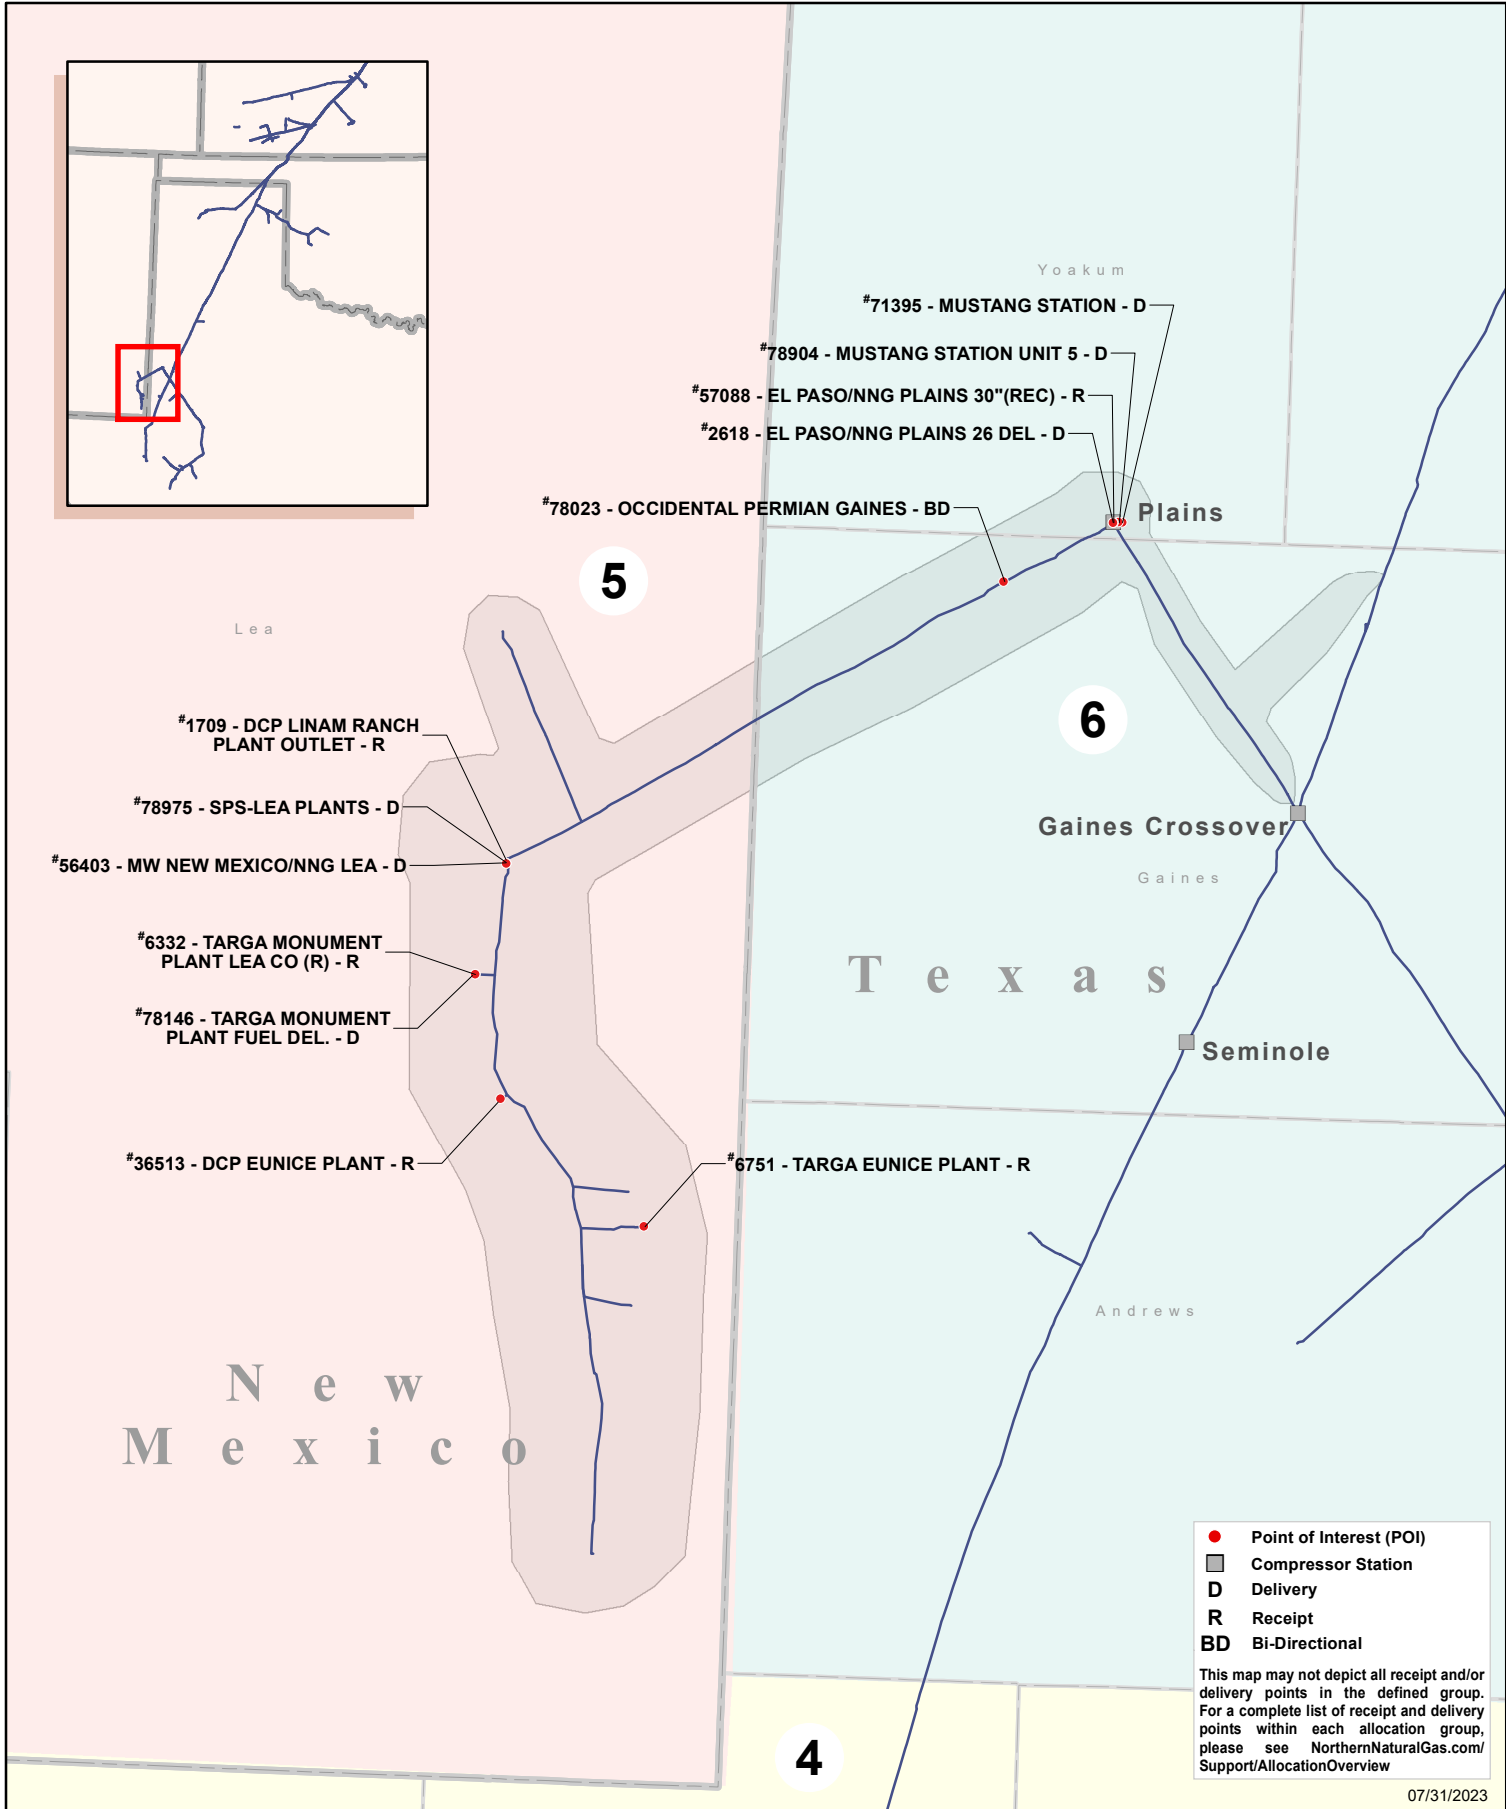 Yoakum
#71395 - MUSTANG STATION - D
#78904 - MUSTANG STATION UNIT 5 - D
#57088 - EL PASO/NNG PLAINS 30"(REC) - R
#2618 - EL PASO/NNG PLAINS 26 DEL - D
#78023 - OCCIDENTAL PERMIAN GAINES - BD
Plains
5
Lea
6
#1709 - DCP LINAM RANCH
PLANT OUTLET - R
#78975 - SPS-LEA PLANTS - D
Gaines Crossover
#56403 - MW NEW MEXICO/NNG LEA - D
Gaines
#6332 - TARGA MONUMENT
PLANT LEA CO (R) - R
Texas
#78146 - TARGA MONUMENT
PLANT FUEL DEL. - D
Seminole
#36513 - DCP EUNICE PLANT - R
#6751 - TARGA EUNICE PLANT - R
Andrews
New
Mexico
Point of Interest (POI)
Compressor Station
D Delivery
R Receipt
BD Bi-Directional
This map may not depict all receipt and/or
delivery points in the defined group.
For a complete list of receipt and delivery
points within each allocation group,
please see NorthernNaturalGas.com/
Support/AllocationOverview
4
07/31/2023